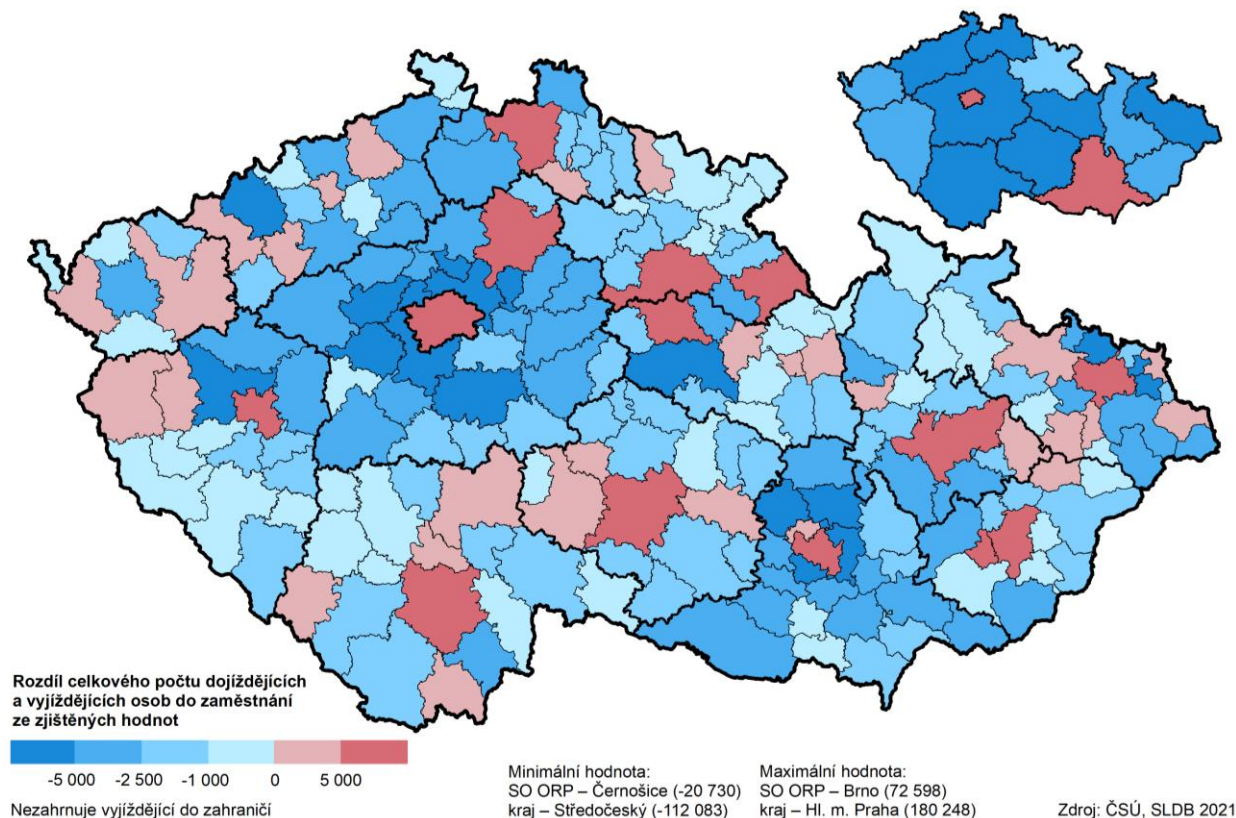 Rozdíl celkového počtu dojíždějících
a vyjíždějících osob do zaměstnání
ze zjištěných hodnot
-5 000 -2 500 -1 000 0 5 000
Nezahrnuje vyjíždějící do zahraničí
Minimální hodnota:
SO ORP – Černošice (-20 730)
kraj – Středočeský (-112 083)
Maximální hodnota:
SO ORP – Brno (72 598)
kraj – Hl. m. Praha (180 248)
Zdroj: ČSÚ, SLDB 2021